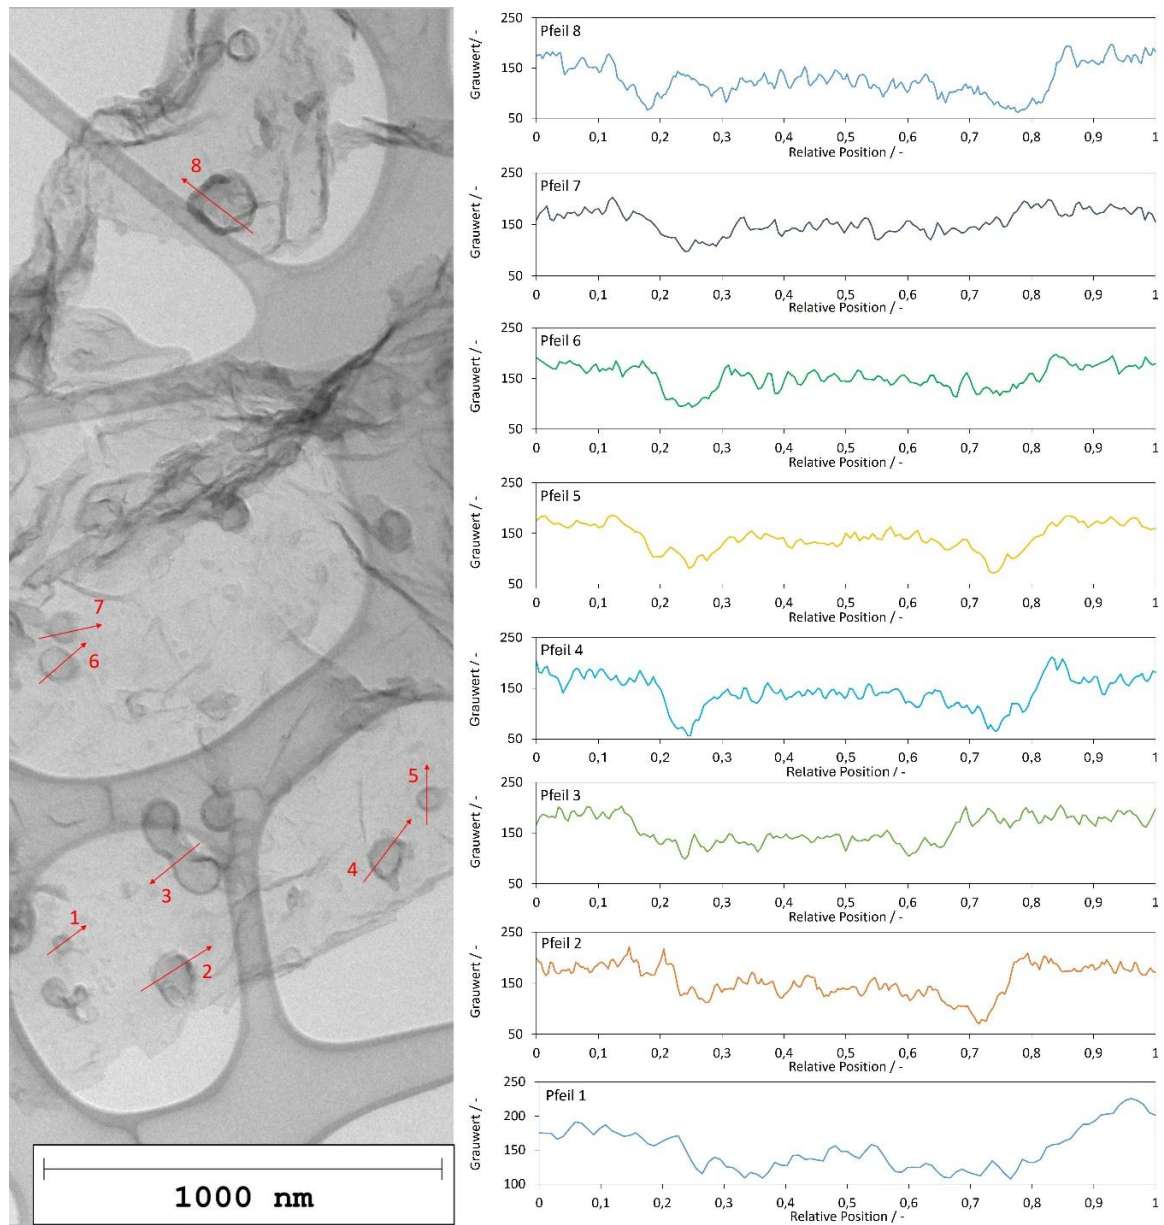 8
7
6
5
4
3
1
2
1000 nm
Pfeil 8
Grauwert/ -
250
150
50
0 0,1 0,2 0,3 0,4 0,5 0,6 0,7 0,8 0,9 1
Relative Position / -
Pfeil 7
Grauwert / -
250
150
50
0 0,1 0,2 0,3 0,4 0,5 0,6 0,7 0,8 0,9 1
Relative Position / -
Pfeil 6
Grauwert / -
250
150
50
0 0,1 0,2 0,3 0,4 0,5 0,6 0,7 0,8 0,9 1
Relative Position / -
Pfeil 5
Grauwert / -
250
150
50
0 0,1 0,2 0,3 0,4 0,5 0,6 0,7 0,8 0,9 1
Relative Position / -
Pfeil 4
Grauwert / -
250
150
50
0 0,1 0,2 0,3 0,4 0,5 0,6 0,7 0,8 0,9 1
Relative Position / -
Pfeil 3
Grauwert / -
250
150
50
0 0,1 0,2 0,3 0,4 0,5 0,6 0,7 0,8 0,9 1
Relative Position / -
Pfeil 2
Grauwert / -
250
150
50
0 0,1 0,2 0,3 0,4 0,5 0,6 0,7 0,8 0,9 1
Relative Position / -
Pfeil 1
Grauwert / -
250
200
150
100
0 0,1 0,2 0,3 0,4 0,5 0,6 0,7 0,8 0,9 1
Relative Position / -